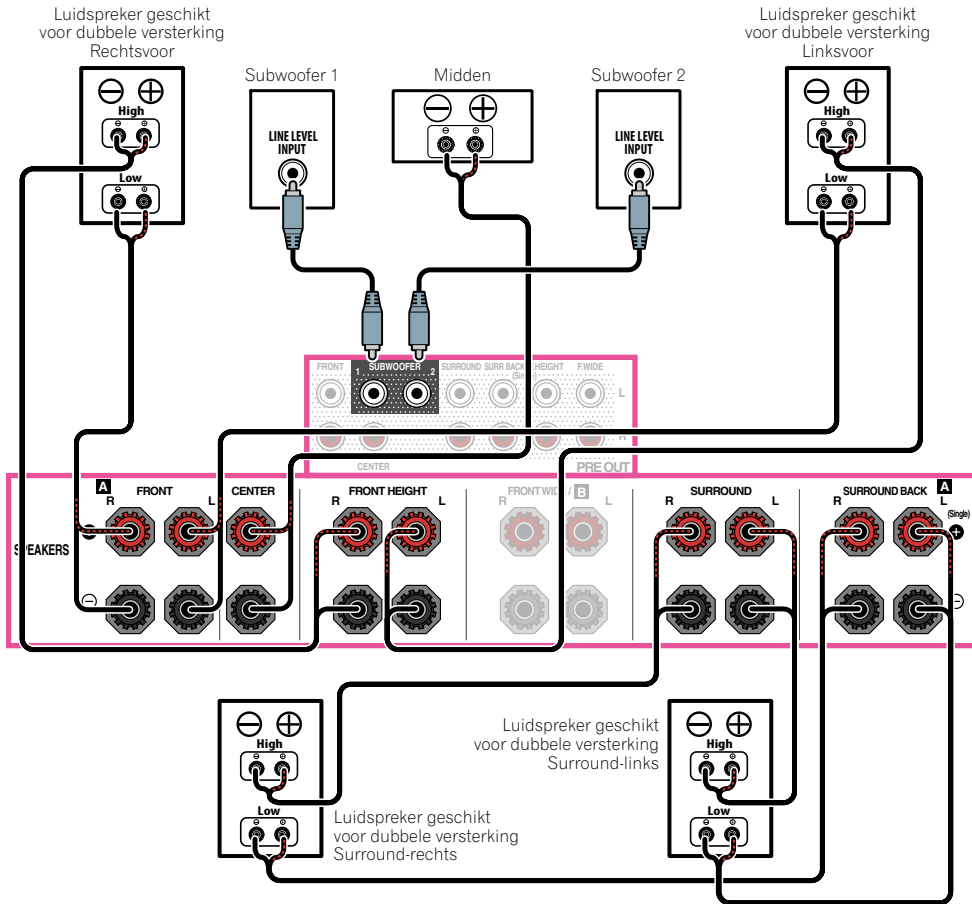 Luidspreker geschikt
voor dubbele versterking
Rechtsvoor
Luidspreker geschikt
voor dubbele versterking
Linksvoor
Subwoofer 1
Midden
Subwoofer 2
High
Low
LINE LEVEL
INPUT
LINE LEVEL
INPUT
High
Low
FRONT
1 SUBWOOFER 2
SURROUND
SURR BACK
(Single)
F.WIDE
L
R
CENTER
PRE OUT
SPEAKERS
A
FRONT
R L
CENTER
FRONT HEIGHT
R L
FRONT WIDE / B
R L
SURROUND
R L
SURROUND BACK A
R L
(Single)
High
Low
Luidspreker geschikt
voor dubbele versterking
Surround-rechts
Luidspreker geschikt
voor dubbele versterking
Surround-links
High
Low